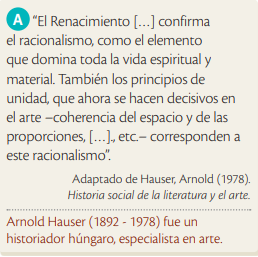 A "El Renacimiento [...] confirma
el racionalismo, como el elemento
que domina toda la vida espiritual y
material. También los principios de
unidad, que ahora se hacen decisivos en
el arte –coherencia del espacio y de las
proporciones, [...]., etc.– corresponden a
este racionalismo".
Adaptado de Hauser, Arnold (1978).
Historia social de la literatura y el arte.
Arnold Hauser (1892 - 1978) fue un
historiador húngaro, especialista en arte.